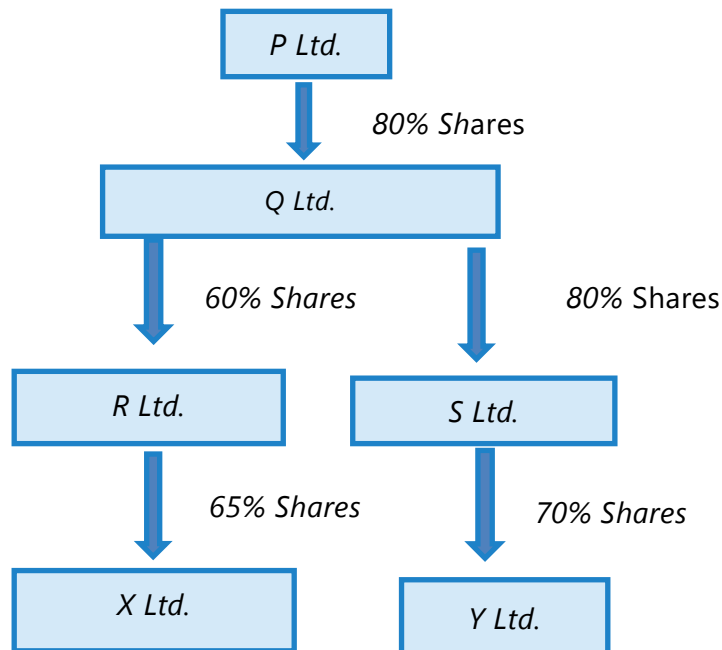 P Ltd.
80% Shares
Q Ltd.
60% Shares
80% Shares
R Ltd.
S Ltd.
65% Shares
70% Shares
X Ltd.
Y Ltd.